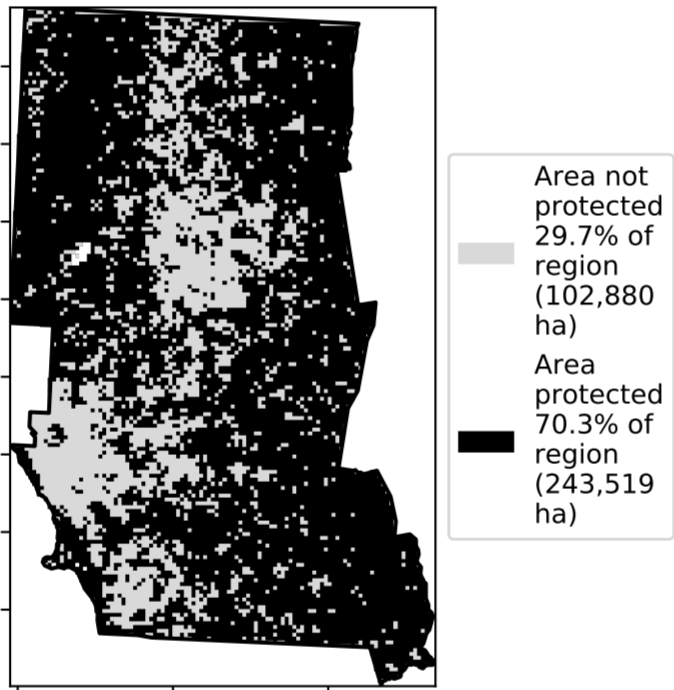 Area not
protected
29.7% of
region
(102,880
ha)
Area
protected
70.3% of
region
(243,519
ha)